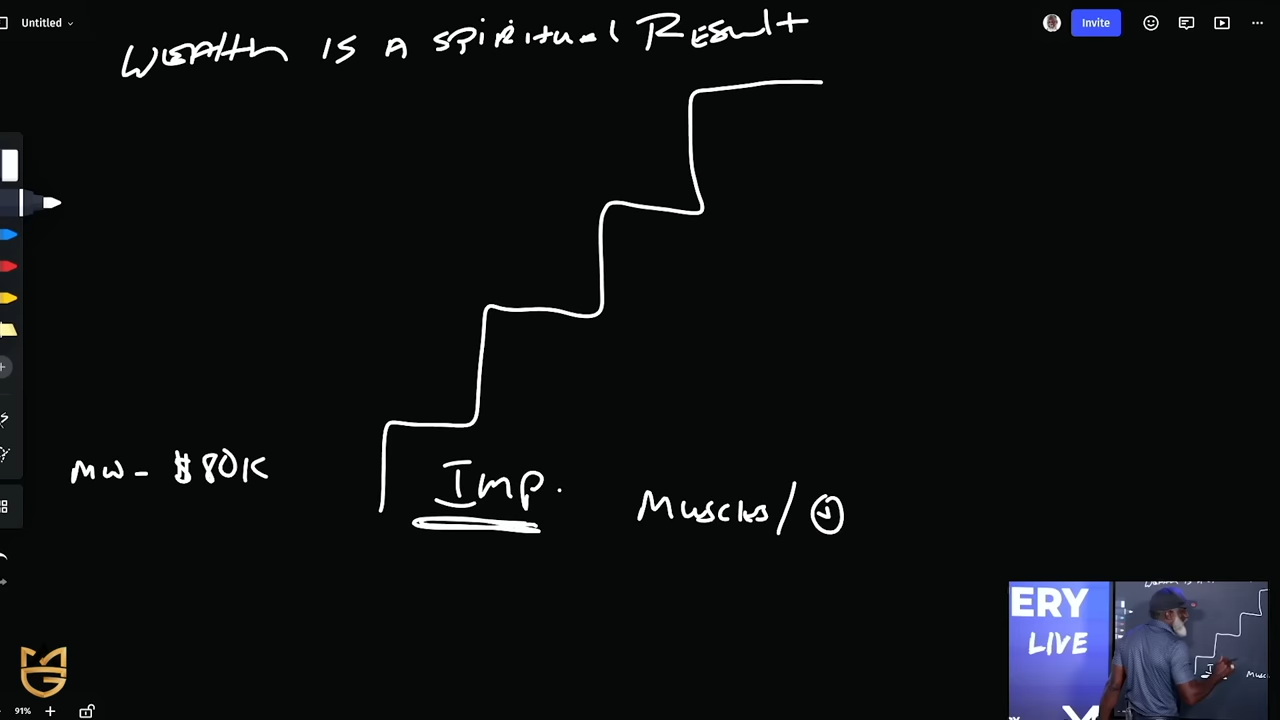 Untitled
Invite
Wealth is a spiritual Result
MW - $80K
Imp.
Muscles /
91%
ERY
LIVE